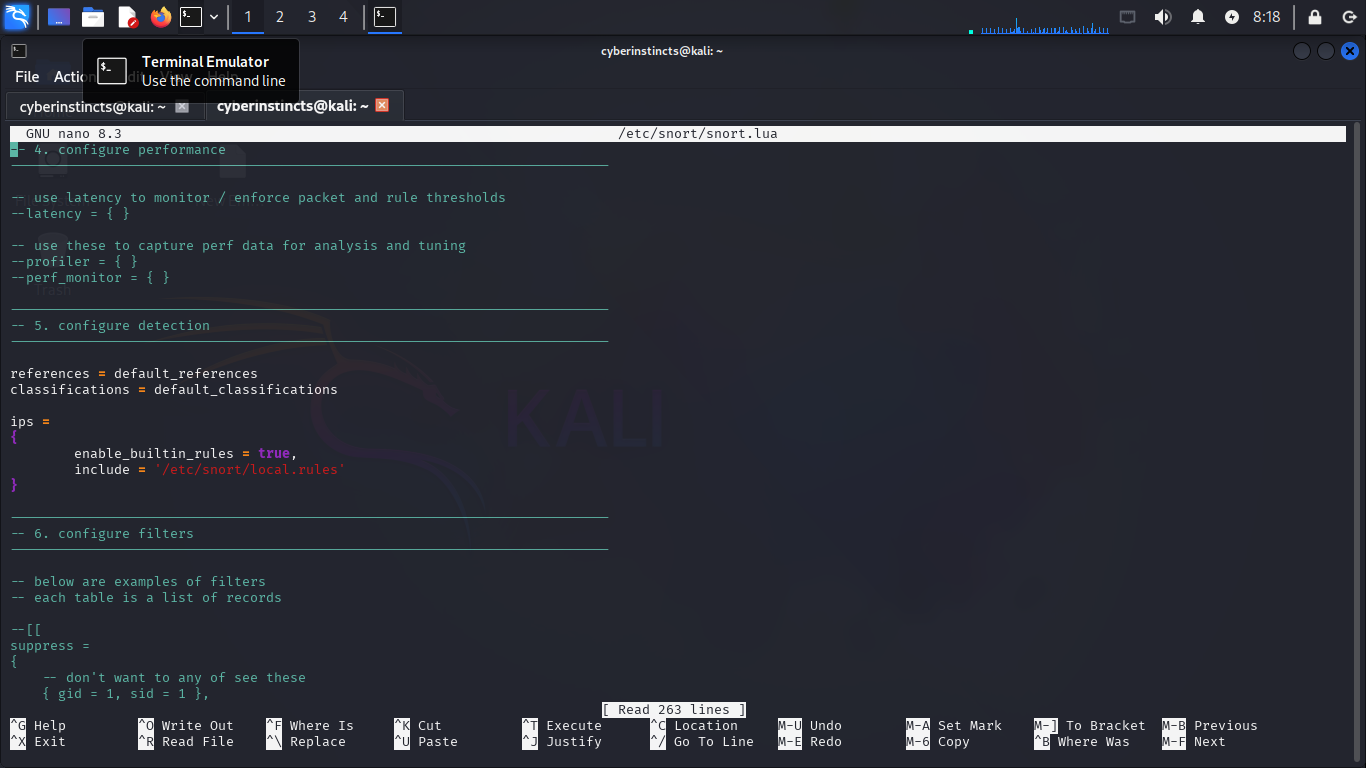 1 2 3 4 8:18
cyberinstincts@kali: ~
Terminal Emulator
Use the command line
File Action Edit View Help
cyberinstincts@kali: ~ cyberinstincts@kali: ~
GNU nano 8.3 /etc/snort/snort.lua
-- 4. configure performance
-- use latency to monitor / enforce packet and rule thresholds
--latency = { }
-- use these to capture perf data for analysis and tuning
--profiler = { }
--perf_monitor = { }
Trash
-- 5. configure detection
references = default_references
classifications = default_classifications
KALI
ips =
{
enable_builtin_rules = true,
include = '/etc/snort/local.rules'
}
-- 6. configure filters
-- below are examples of filters
-- each table is a list of records
--[[
suppress =
{
-- don't want to any of see these
{ gid = 1, sid = 1 },
[ Read 263 lines ]
^G Help ^O Write Out ^F Where Is ^K Cut ^T Execute ^C Location M-U Undo M-A Set Mark M-] To Bracket M-B Previous
^X Exit ^R Read File ^\ Replace ^U Paste ^J Justify ^/ Go To Line M-E Redo M-6 Copy ^B Where Was M-F Next